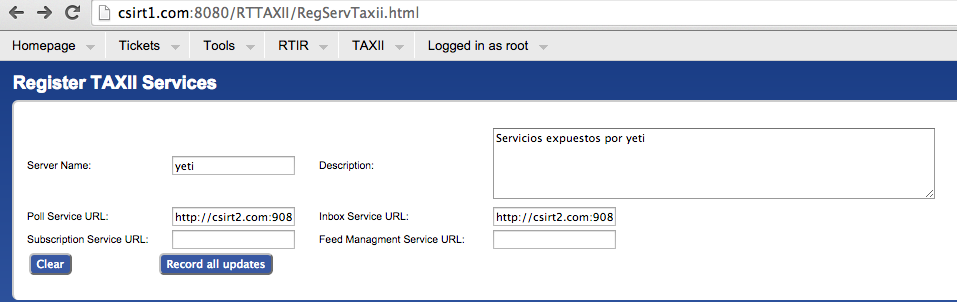 csirt1.com:8080/RTTAXII/RegServTaxii.html
Homepage Tickets Tools RTIR TAXII Logged in as root
Register TAXII Services
Server Name: yeti Description: Servicios expuestos por yeti
Poll Service URL: http://csirt2.com:908 Inbox Service URL: http://csirt2.com:908
Subscription Service URL: Feed Managment Service URL:
Clear Record all updates